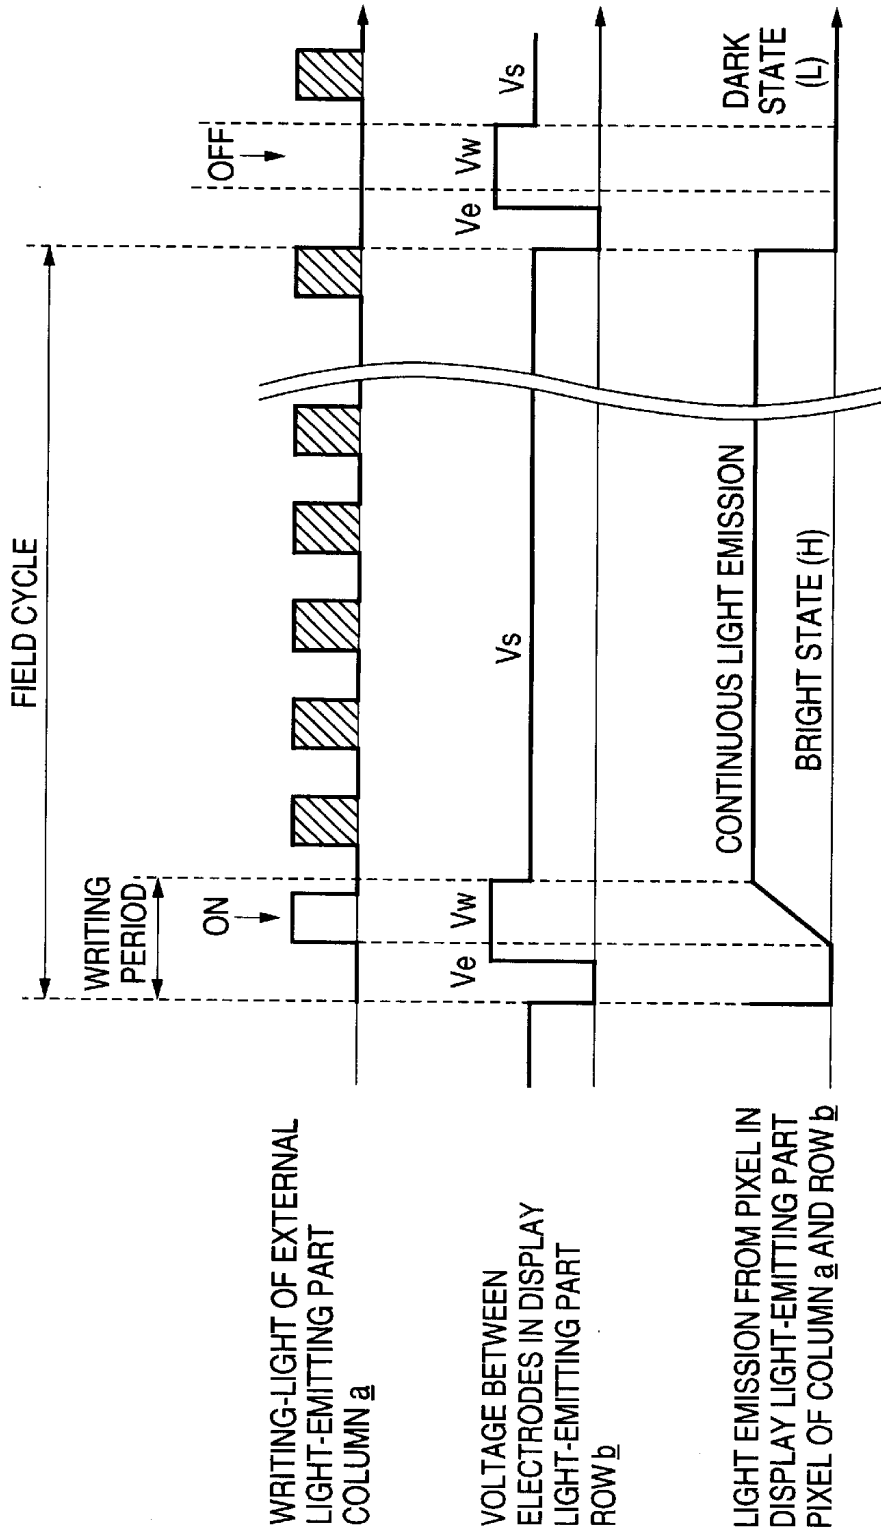 FIELD CYCLE
WRITING
PERIOD
ON
OFF
WRITING-LIGHT OF EXTERNAL
LIGHT-EMITTING PART
COLUMN a
Ve
Vw
Vs
Ve
Vw
Vs
VOLTAGE BETWEEN
ELECTRODES IN DISPLAY
LIGHT-EMITTING PART
ROW b
CONTINUOUS LIGHT EMISSION
BRIGHT STATE (H)
DARK
STATE
(L)
LIGHT EMISSION FROM PIXEL IN
DISPLAY LIGHT-EMITTING PART
PIXEL OF COLUMN a AND ROW b